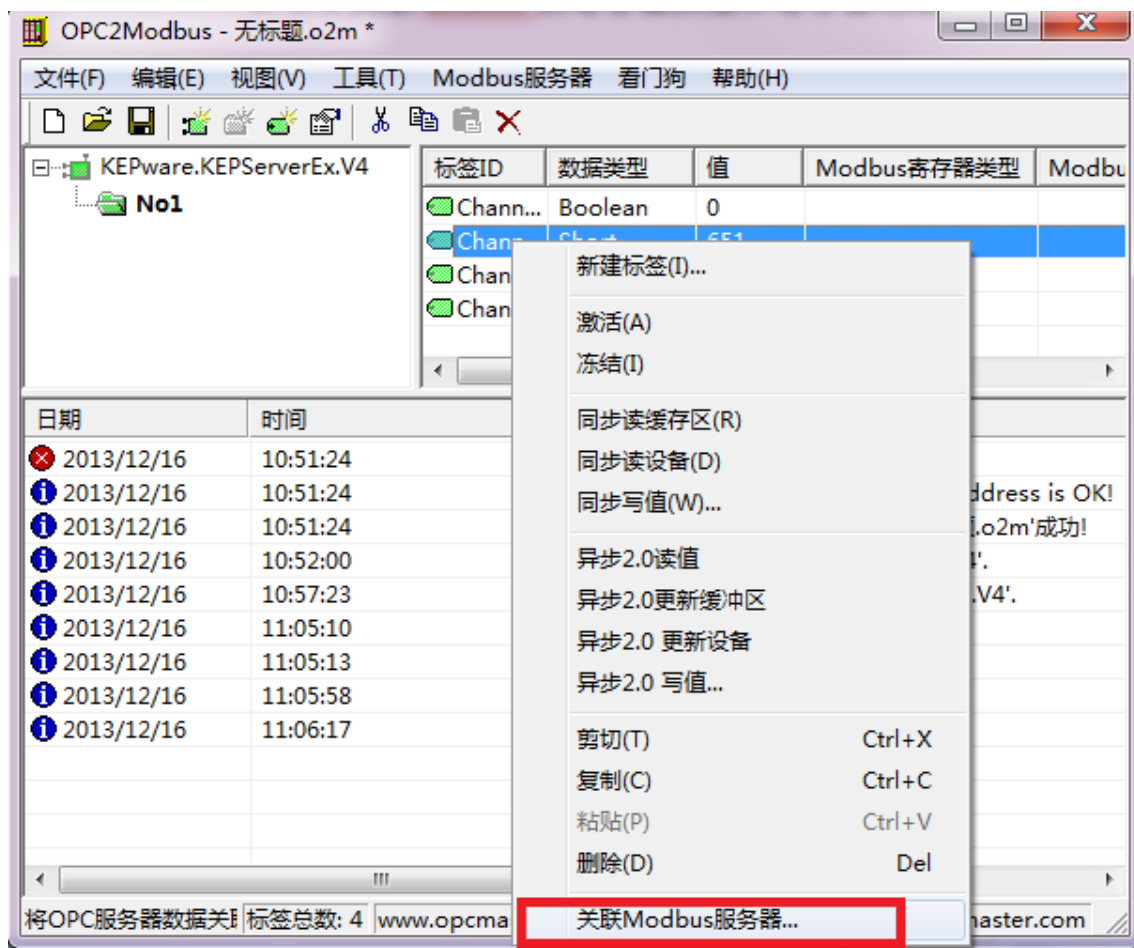 OPC2Modbus - 无标题.o2m *
文件(F) 编辑(E) 视图(V) 工具(T) Modbus服务器 看门狗 帮助(H)
KEPware.KEPServerEx.V4
No1
标签ID 数据类型 值 Modbus寄存器类型 Modbu
Chann... Boolean 0
Chann Short 651
Chan
Chan
新建标签(I)...
激活(A)
冻结(I)
同步读缓存区(R)
同步读设备(D)
同步写值(W)...
异步2.0读值
异步2.0更新缓冲区
异步2.0 更新设备
异步2.0 写值...
剪切(T) Ctrl+X
复制(C) Ctrl+C
粘贴(P) Ctrl+V
删除(D) Del
关联Modbus服务器...
日期 时间
2013/12/16 10:51:24
2013/12/16 10:51:24 ddress is OK!
2013/12/16 10:51:24 .o2m'成功!
2013/12/16 10:52:00 '.
2013/12/16 10:57:23 .V4'.
2013/12/16 11:05:10
2013/12/16 11:05:13
2013/12/16 11:05:58
2013/12/16 11:06:17
将OPC服务器数据关 标签总数: 4 www.opcma naster.com